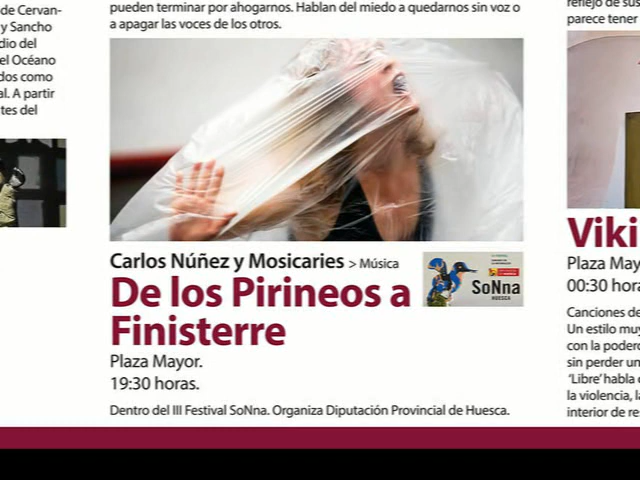 de Cervan-
y Sancho
dio del
el Océano
dos como
al. A partir
tes del
pueden terminar por ahogarnos. Hablan del miedo a quedarnos sin voz o
a apagar las voces de los otros.
Carlos Núñez y Mosicaries > Música
De los Pirineos a
Finisterre
Plaza Mayor.
19:30 horas.
Dentro del III Festival SoNna. Organiza Diputación Provincial de Huesca.
SoNna
HUESCA
reflejo de sus
parece tener
Viki
Plaza May
00:30 hora
Canciones de
Un estilo muy
con la podero
sin perder un
'Libre' habla d
la violencia, la
interior de res